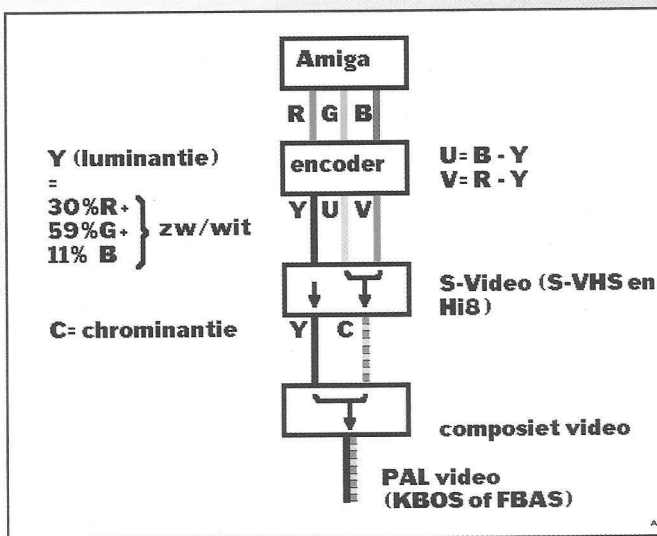 Amiga
R G B
Y (luminantie)
=
30%R+
59%G+
11% B
zw/wit
encoder
U= B - Y
V= R - Y
Y U V
S-Video (S-VHS en
Hi8)
C= chrominantie
Y C
composiet video
PAL video
(KBOS of FBAS)
A